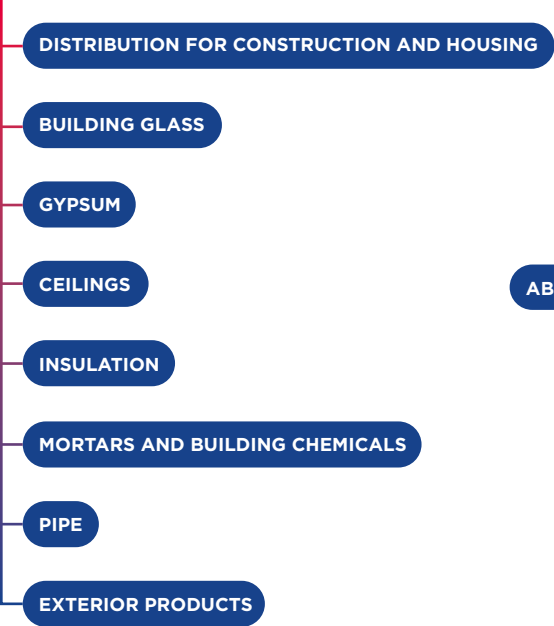 DISTRIBUTION FOR CONSTRUCTION AND HOUSING
BUILDING GLASS
GYPSUM
CEILINGS
AB
INSULATION
MORTARS AND BUILDING CHEMICALS
PIPE
EXTERIOR PRODUCTS